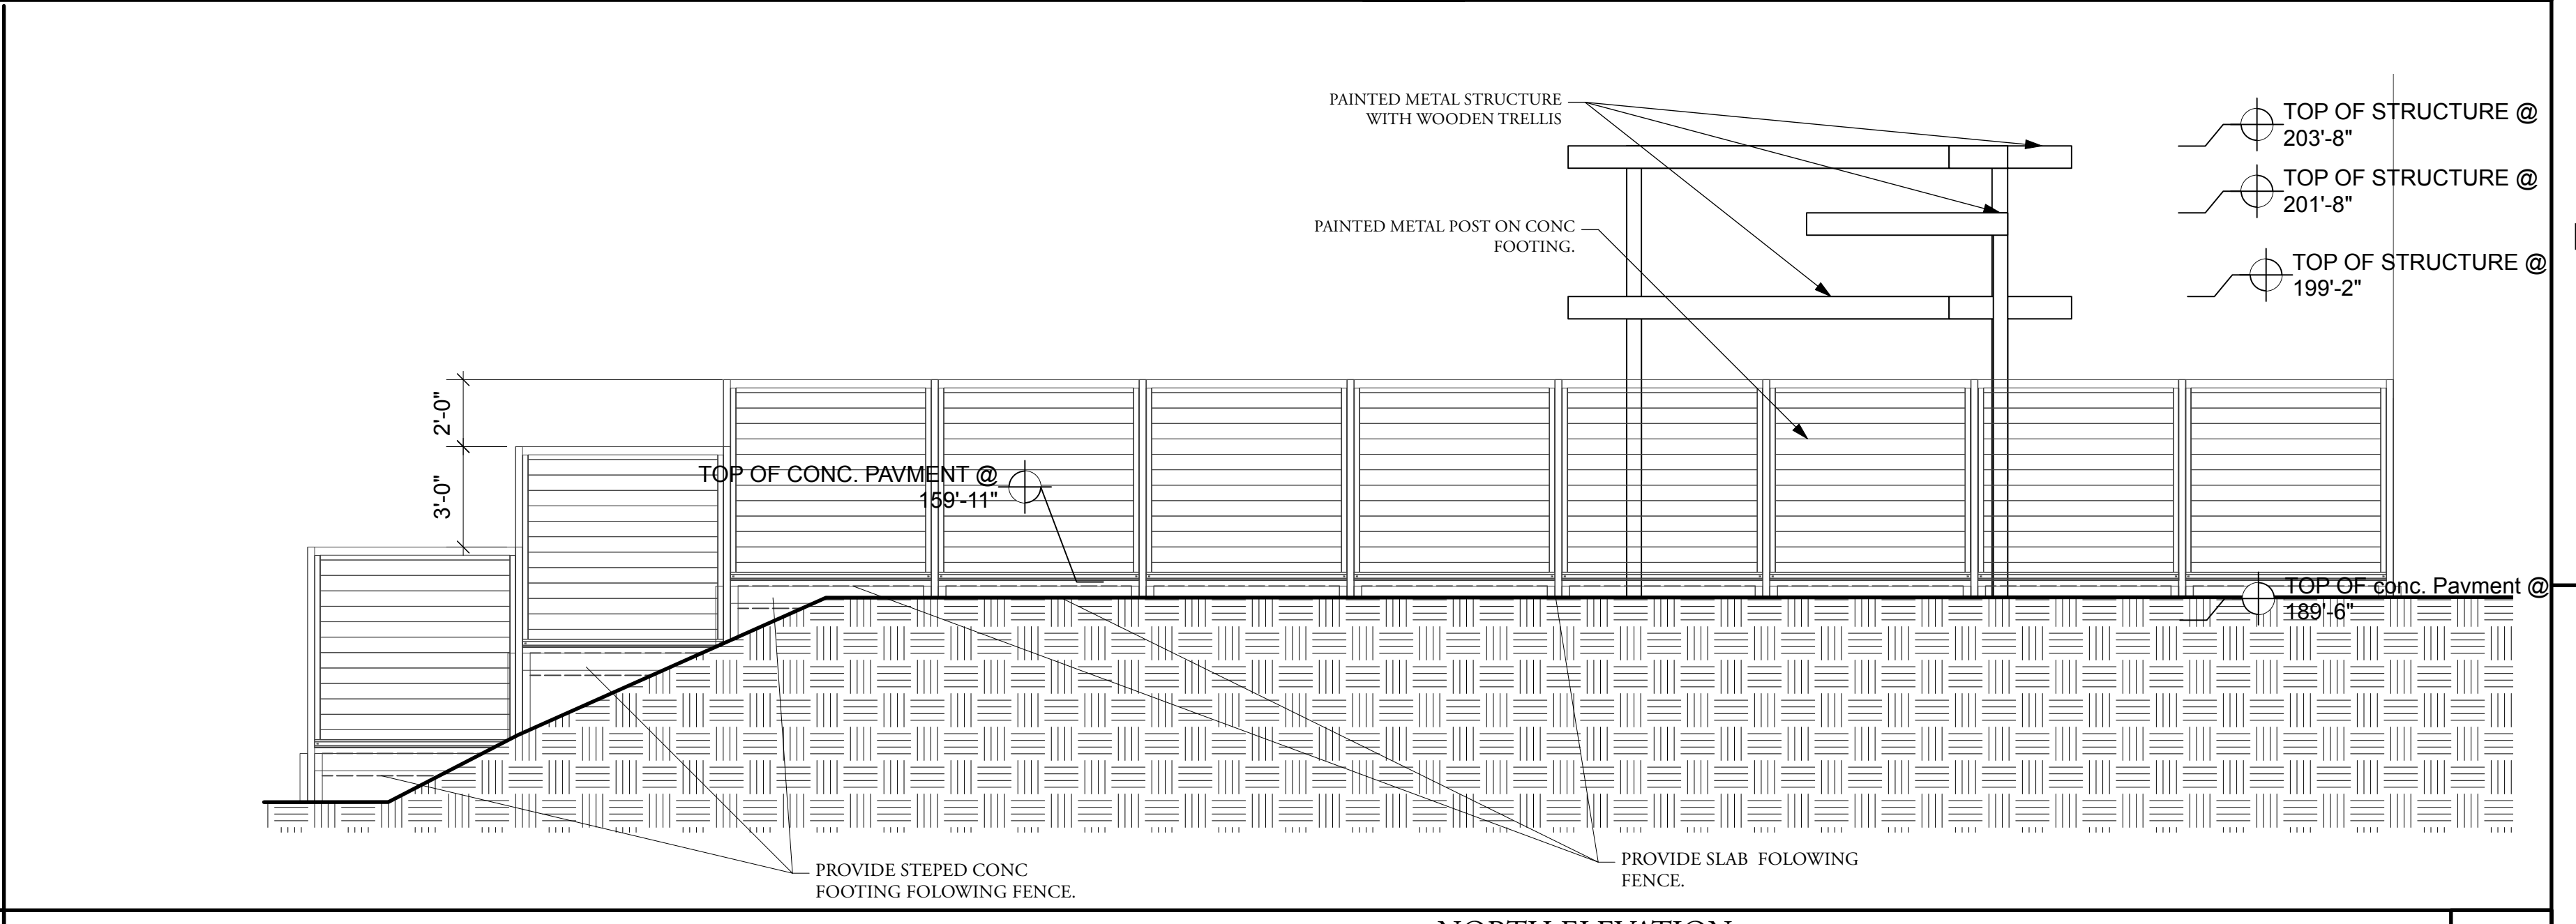 PAINTED METAL STRUCTURE
WITH WOODEN TRELLIS
TOP OF STRUCTURE @
203'-8"
TOP OF STRUCTURE @
201'-8"
PAINTED METAL POST ON CONC
FOOTING.
TOP OF STRUCTURE @
199'-2"
2'-0"
3'-0"
TOP OF CONC. PAVMENT @
159'-11"
TOP OF conc. Pavment @
189'-6"
PROVIDE STEPED CONC
FOOTING FOLOWING FENCE.
PROVIDE SLAB FOLOWING
FENCE.
NORTH ELEVATION